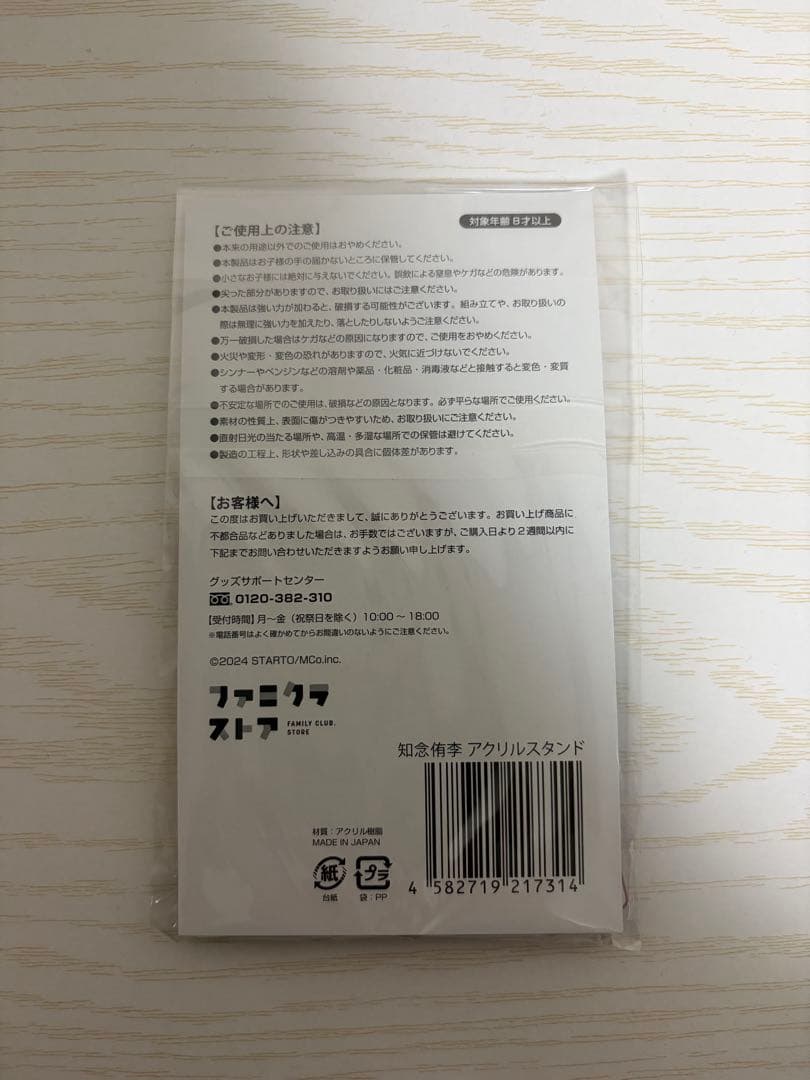 【ご使用上の注意】
対象年齢8才以上
●本来の用途以外でのご使用はおやめください。
●本製品はお子様の手の届かないところに保管してください。
●小さなお子様には絶対に与えないでください。誤飲による窒息やケガなどの危険があります。
●尖った部分がありますので、お取り扱いにはご注意ください。
●本製品は強い力が加わると、破損する可能性がございます。組み立てや、お取り扱いの
際は無理に強い力を加えたり、落としたりしないようご注意ください。
●万一破損した場合はケガなどの原因になりますので、ご使用をおやめください。
●火災や変形・変色の恐れがありますので、火気に近づけないでください。
●シンナーやベンジンなどの溶剤や薬品・化粧品・消毒液などと接触すると変色・変質
する場合があります。
●不安定な場所でのご使用は、破損などの原因となります。必ず平らな場所でご使用ください。
●素材の性質上、表面に傷がつきやすいため、お取り扱いにご注意ください。
●直射日光の当たる場所や、高温・多湿な場所での保管は避けてください。
●製造の工程上、形状や差し込みの具合に個体差があります。
【お客様へ】
この度はお買い上げいただきまして、誠にありがとうございます。お買い上げ商品に
不都合品などありました場合は、お手数ではございますが、ご購入日より2週間以内に
下記までお問い合わせいただきますようお願い申し上げます。
グッズサポートセンター
0120-382-310
【受付時間】月〜金（祝祭日を除く）10:00〜18:00
※電話番号はよく確かめてからお間違いのないようにご注意ください。
©2024 STARTO/MCo.inc.
ファミクラ
ストア FAMILY CLUB.
STORE
知念侑李 アクリルスタンド
材質：アクリル樹脂
MADE IN JAPAN
紙 プラ
台紙 袋：PP
4 582719 217314